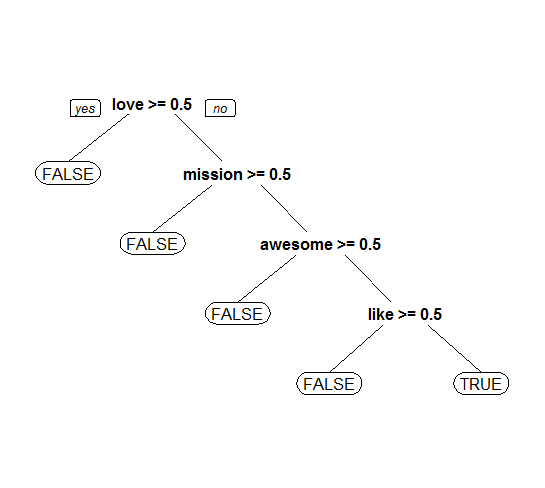 yes love >= 0.5 no
FALSE mission >= 0.5
FALSE awesome >= 0.5
FALSE like >= 0.5
FALSE TRUE